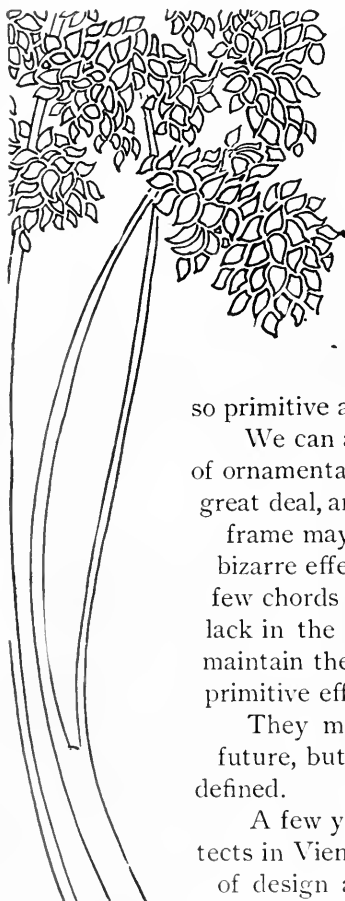 so primitive a
We can a
of ornamenta
great deal, an
frame may
bizarre effe
few chords
lack in the
maintain the
primitive eff
They m
future, but
defined.
A few y
tects in Vien
of design a